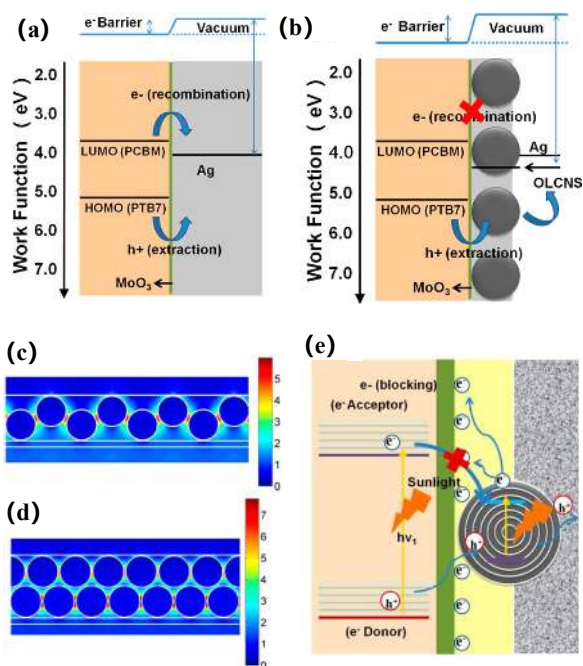 (a)
e- Barrier
Vacuum
2.0
3.0
4.0
5.0
6.0
7.0
Work Function ( eV )
e- (recombination)
LUMO (PCBM)
Ag
HOMO (PTB7)
h+ (extraction)
MoO3
(b)
e- Barrier
Vacuum
2.0
3.0
4.0
5.0
6.0
7.0
Work Function ( eV )
e- (recombination)
Ag
LUMO (PCBM)
OLCNS
HOMO (PTB7)
h+ (extraction)
MoO3
(c)
5
4
3
2
1
0
(d)
7
6
5
4
3
2
1
0
(e)
e- (blocking)
(e- Acceptor)
e-
e-
e-
e-
e-
e-
e-
e-
e-
e-
Sunlight
hv1
h+
h+
h+
(e- Donor)